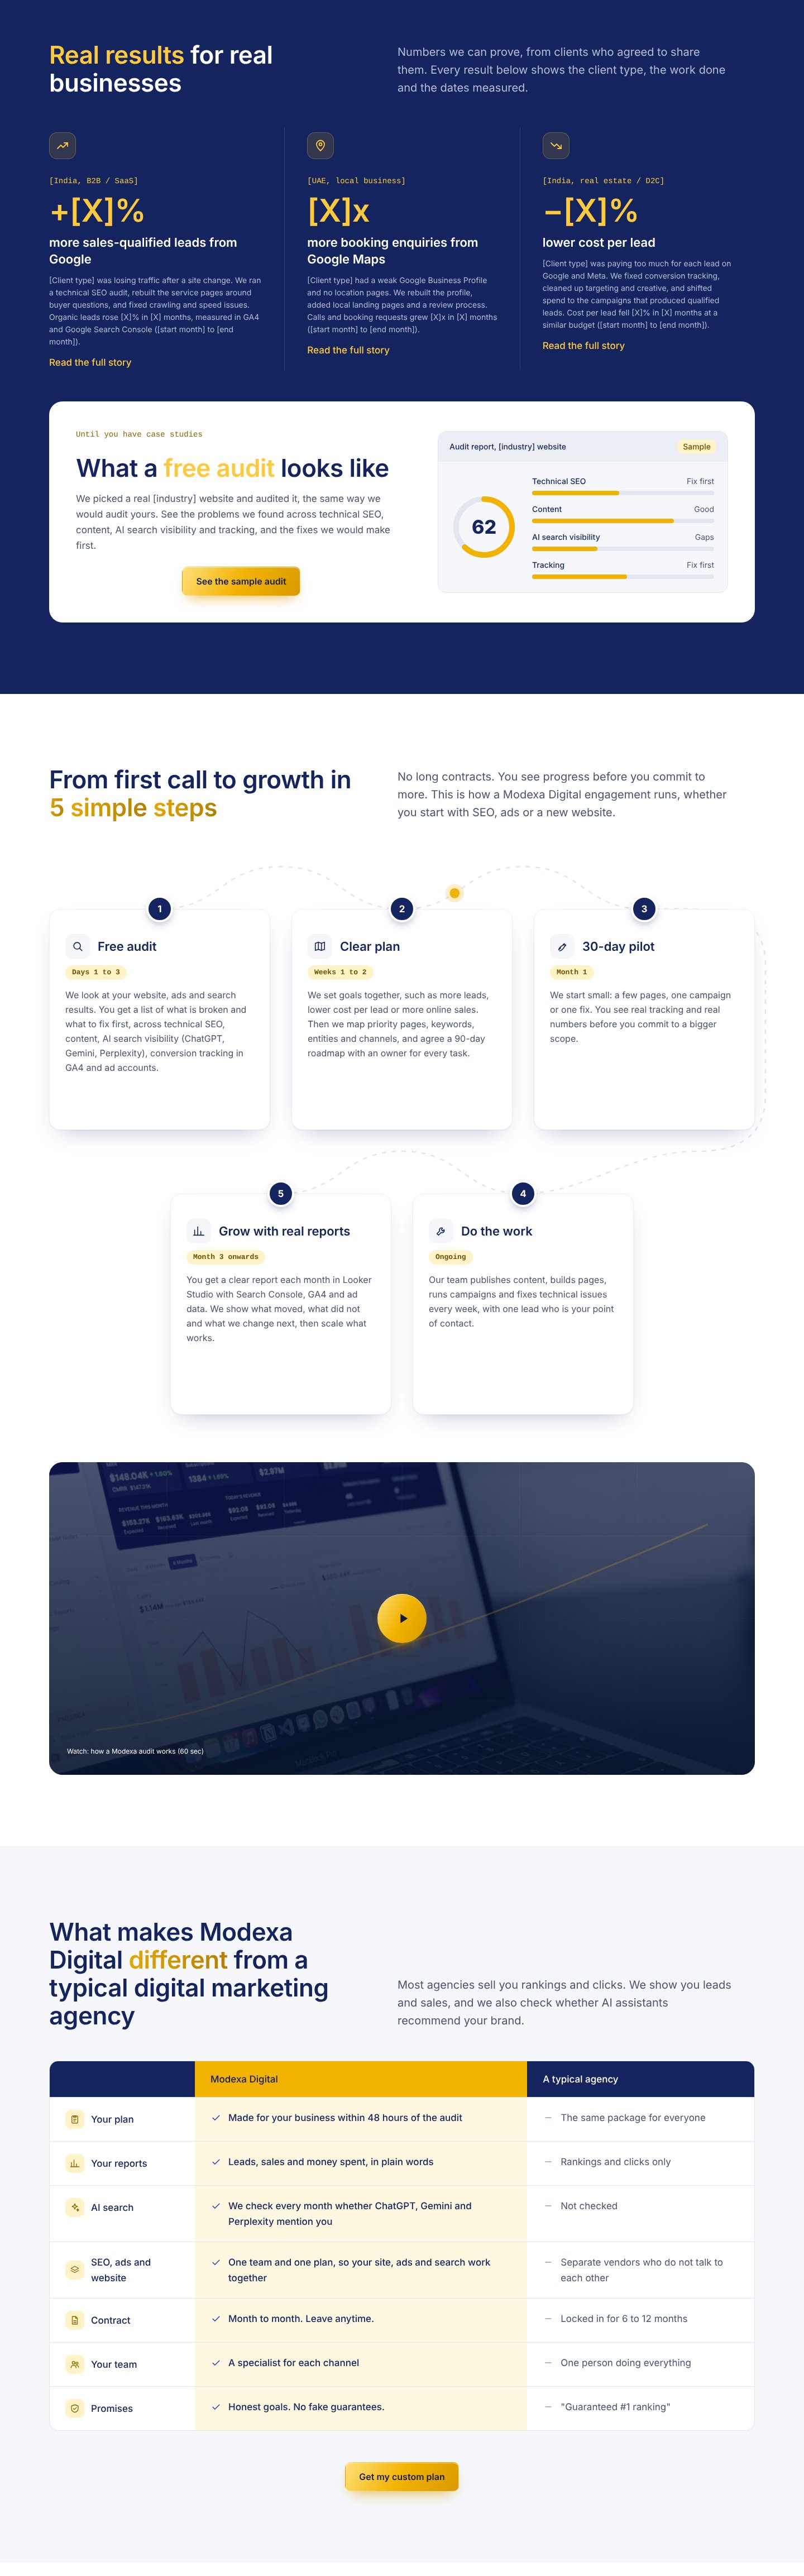 Real results for real
businesses
Numbers we can prove, from clients who agreed to share
them. Every result below shows the client type, the work done
and the dates measured.
[India, B2B / SaaS]
+[X]%
more sales-qualified leads from
Google
[Client type] was losing traffic after a site change. We ran
a technical SEO audit, rebuilt the service pages around
buyer questions, and fixed crawling and speed issues.
Organic leads rose [X]% in [X] months, measured in GA4
and Google Search Console ([start month] to [end
month]).
Read the full story
[UAE, local business]
[X]x
more booking enquiries from
Google Maps
[Client type] had a weak Google Business Profile
and no location pages. We rebuilt the profile,
added local landing pages and a review process.
Calls and booking requests grew [X]x in [X] months
([start month] to [end month]).
Read the full story
[India, real estate / D2C]
−[X]%
lower cost per lead
[Client type] was paying too much for each lead on
Google and Meta. We fixed conversion tracking,
cleaned up targeting and creative, and shifted
spend to the campaigns that produced qualified
leads. Cost per lead fell [X]% in [X] months at a
similar budget ([start month] to [end month]).
Read the full story
Until you have case studies
What a free audit looks like
We picked a real [industry] website and audited it, the same way we
would audit yours. See the problems we found across technical SEO,
content, AI search visibility and tracking, and the fixes we would make
first.
See the sample audit
Audit report, [industry] website
Sample
62
Technical SEO Fix first
Content Good
AI search visibility Gaps
Tracking Fix first
From first call to growth in
5 simple steps
No long contracts. You see progress before you commit to
more. This is how a Modexa Digital engagement runs, whether
you start with SEO, ads or a new website.
1
Free audit
Days 1 to 3
We look at your website, ads and search
results. You get a list of what is broken and
what to fix first, across technical SEO,
content, AI search visibility (ChatGPT,
Gemini, Perplexity), conversion tracking in
GA4 and ad accounts.
2
Clear plan
Weeks 1 to 2
We set goals together, such as more leads,
lower cost per lead or more online sales.
Then we map priority pages, keywords,
entities and channels, and agree a 90-day
roadmap with an owner for every task.
3
30-day pilot
Month 1
We start small: a few pages, one campaign
or one fix. You see real tracking and real
numbers before you commit to a bigger
scope.
5
Grow with real reports
Month 3 onwards
You get a clear report each month in Looker
Studio with Search Console, GA4 and ad
data. We show what moved, what did not
and what we change next, then scale what
works.
4
Do the work
Ongoing
Our team publishes content, builds pages,
runs campaigns and fixes technical issues
every week, with one lead who is your point
of contact.
Watch: how a Modexa audit works (60 sec)
What makes Modexa
Digital different from a
typical digital marketing
agency
Most agencies sell you rankings and clicks. We show you leads
and sales, and we also check whether AI assistants
recommend your brand.
Modexa Digital
A typical agency
Your plan
Made for your business within 48 hours of the audit
The same package for everyone
Your reports
Leads, sales and money spent, in plain words
Rankings and clicks only
AI search
We check every month whether ChatGPT, Gemini and
Perplexity mention you
Not checked
SEO, ads and
website
One team and one plan, so your site, ads and search work
together
Separate vendors who do not talk to
each other
Contract
Month to month. Leave anytime.
Locked in for 6 to 12 months
Your team
A specialist for each channel
One person doing everything
Promises
Honest goals. No fake guarantees.
"Guaranteed #1 ranking"
Get my custom plan